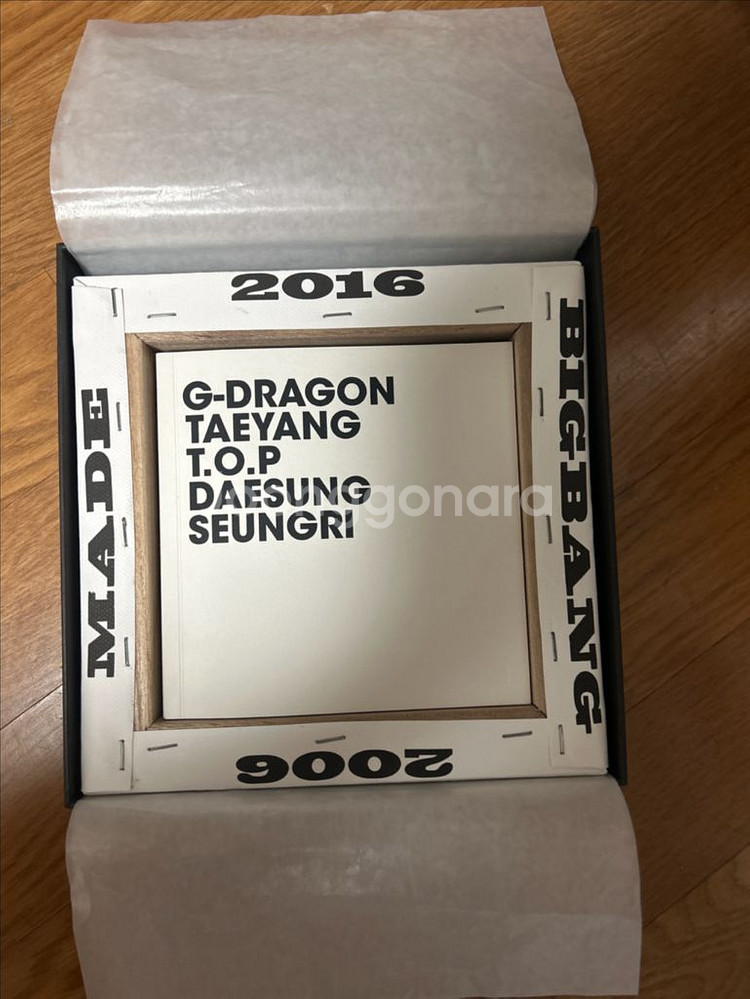 2016
BIGBANG
MADE
G-DRAGON
TAEYANG
T.O.P
DAESUNG
SEUNGRI
2006